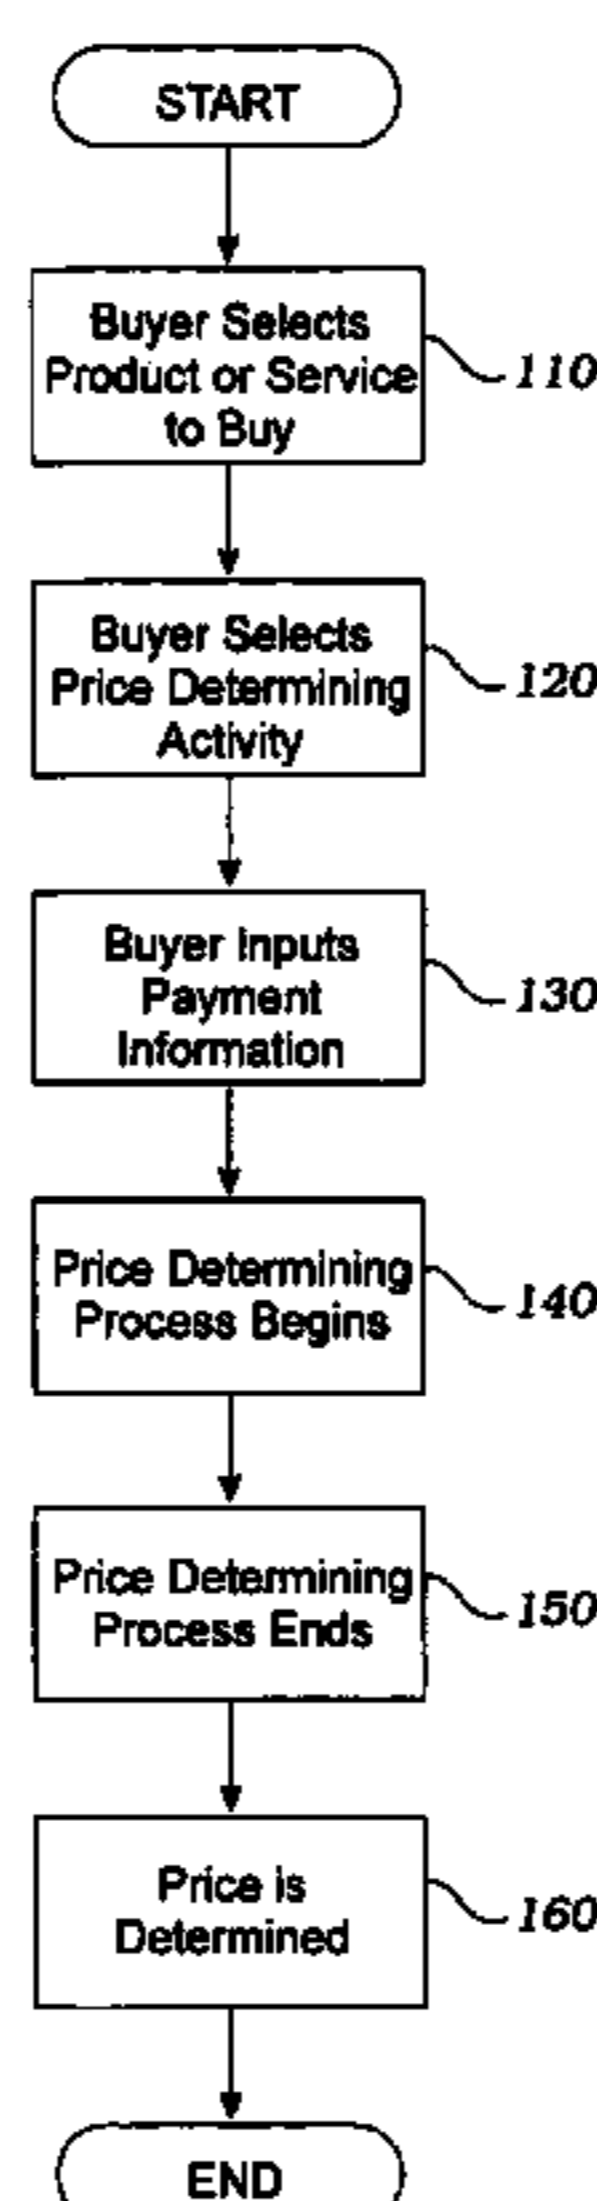 START
Buyer Selects
Product or Service
to Buy
110
Buyer Selects
Price Determining
Activity
120
Buyer Inputs
Payment
Information
130
Price Determining
Process Begins
140
Price Determining
Process Ends
150
Price is
Determined
160
END